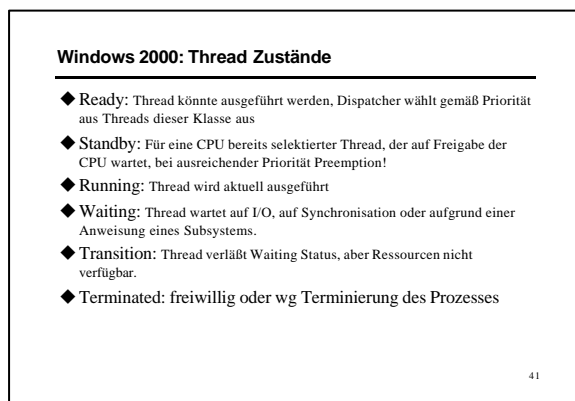 Windows 2000: Thread Zustände
◆ Ready: Thread könnte ausgeführt werden, Dispatcher wählt gemäß Priorität
aus Threads dieser Klasse aus
◆ Standby: Für eine CPU bereits selektierter Thread, der auf Freigabe der
CPU wartet, bei ausreichender Priorität Preemption!
◆ Running: Thread wird aktuell ausgeführt
◆ Waiting: Thread wartet auf I/O, auf Synchronisation oder aufgrund einer
Anweisung eines Subsystems.
◆ Transition: Thread verläßt Waiting Status, aber Ressourcen nicht
verfügbar.
◆ Terminated: freiwillig oder wg Terminierung des Prozesses
41